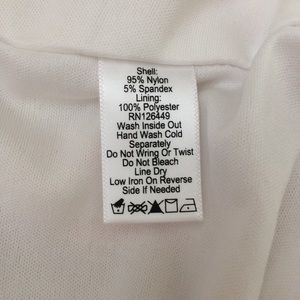 Shell:
95% Nylon
5% Spandex
Lining:
100% Polyester
RN126449
Wash Inside Out
Hand Wash Cold
Separately
Do Not Wring Or Twist
Do Not Bleach
Line Dry
Low Iron On Reverse
Side If Needed